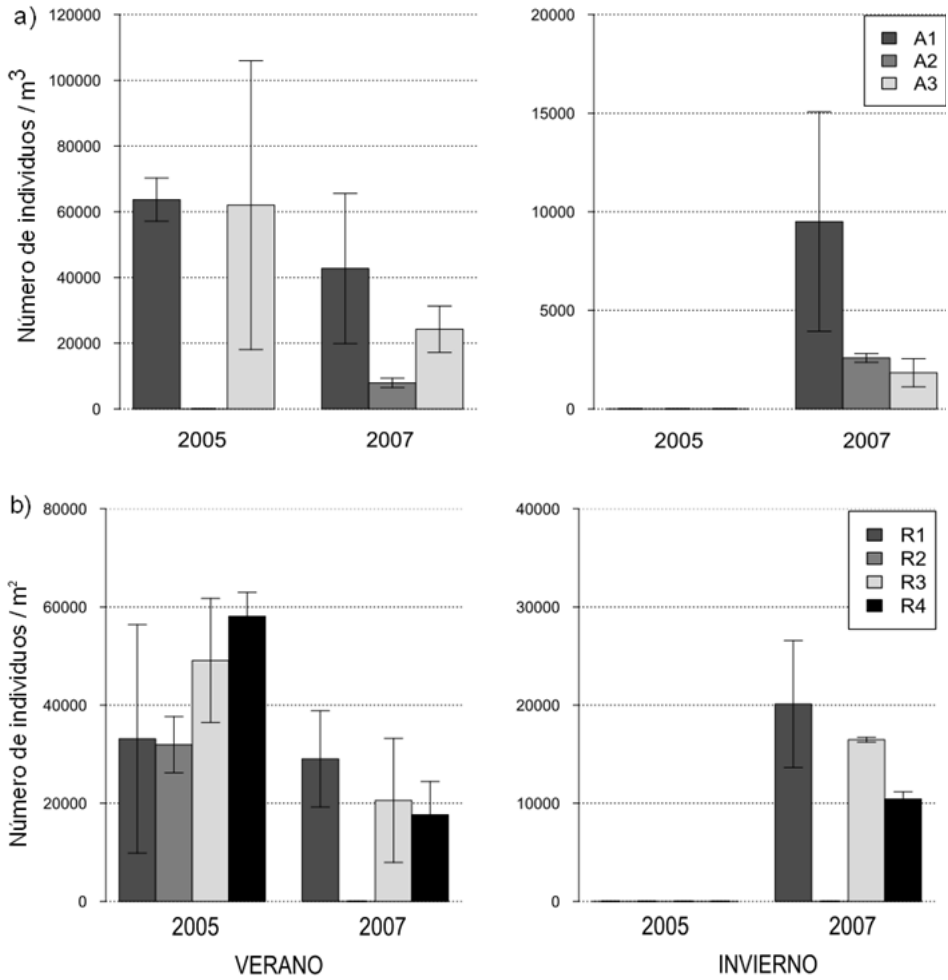 a)
Número de individuos / m³
120000
100000
80000
60000
40000
20000
0
2005
2007
20000
15000
10000
5000
0
2005
2007
A1
A2
A3
b)
Número de individuos / m²
80000
60000
40000
20000
0
2005
2007
VERANO
40000
30000
20000
10000
0
2005
2007
INVIERNO
R1
R2
R3
R4